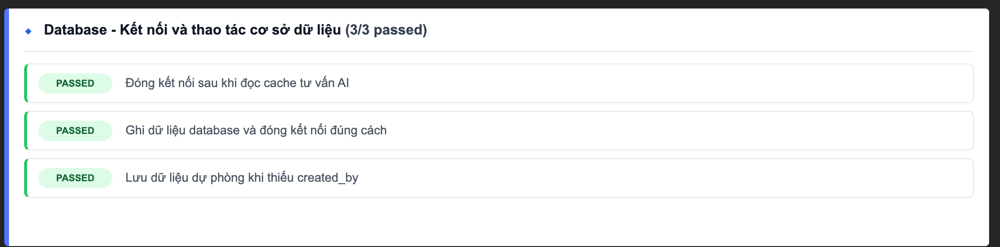 Database - Kết nối và thao tác cơ sở dữ liệu (3/3 passed)
PASSED Đóng kết nối sau khi đọc cache tư vấn AI
PASSED Ghi dữ liệu database và đóng kết nối đúng cách
PASSED Lưu dữ liệu dự phòng khi thiếu created_by